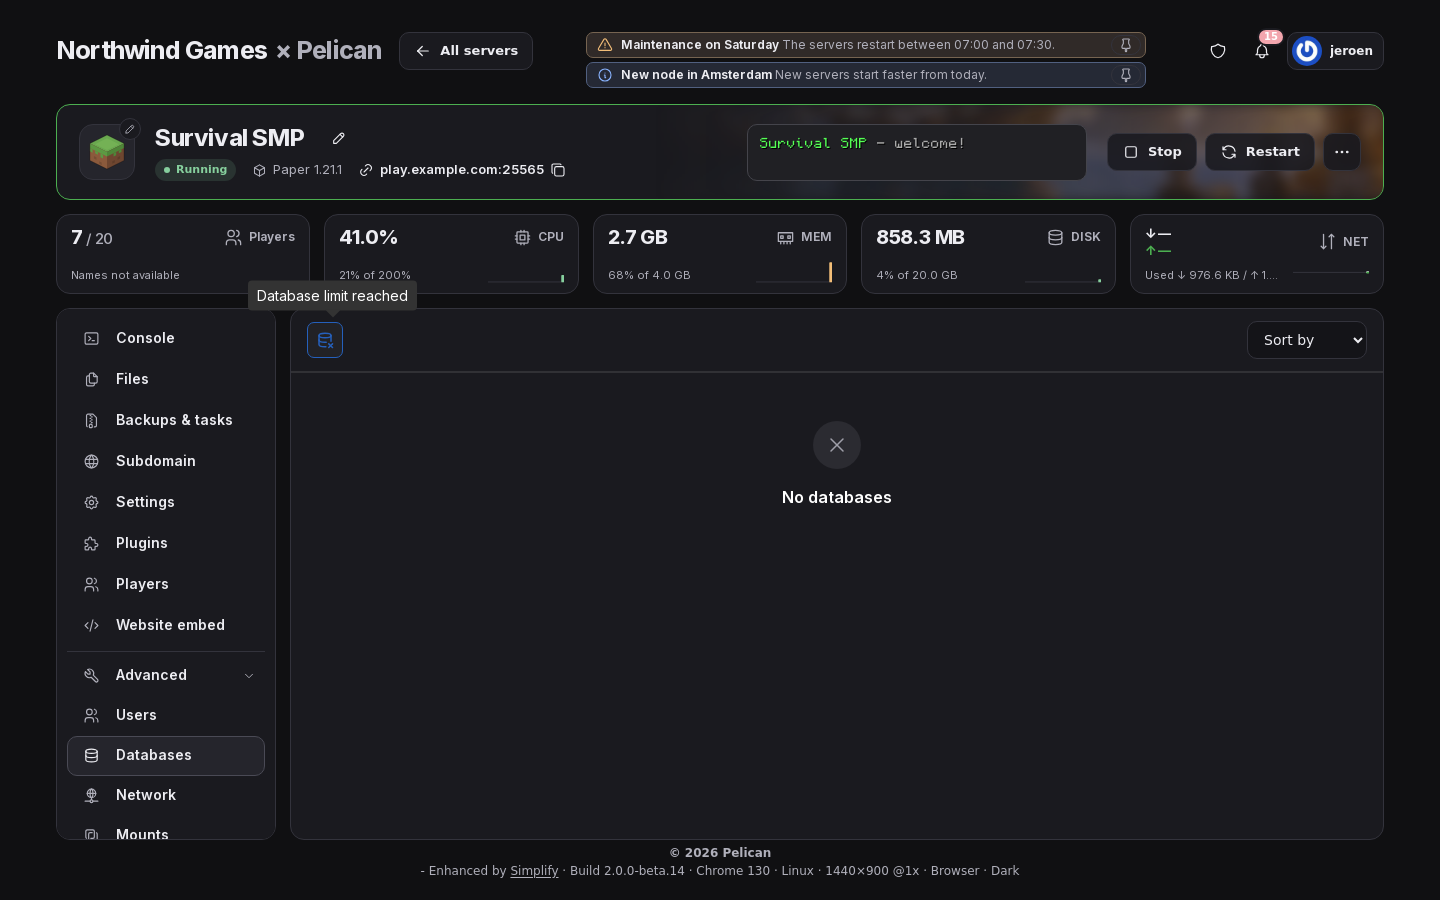 Northwind Games × Pelican
All servers
Maintenance on Saturday The servers restart between 07:00 and 07:30.
New node in Amsterdam New servers start faster from today.
15
jeroen
Survival SMP
Running
Paper 1.21.1
play.example.com:25565
Survival SMP - welcome!
Stop
Restart
7 / 20
Players
Names not available
41.0%
CPU
21% of 200%
2.7 GB
MEM
68% of 4.0 GB
858.3 MB
DISK
4% of 20.0 GB
↓—
↑—
NET
Used ↓ 976.6 KB / ↑ 1....
Database limit reached
Console
Files
Backups & tasks
Subdomain
Settings
Plugins
Players
Website embed
Advanced
Users
Databases
Network
Mounts
Sort by
No databases
© 2026 Pelican
- Enhanced by Simplify · Build 2.0.0-beta.14 · Chrome 130 · Linux · 1440×900 @1x · Browser · Dark